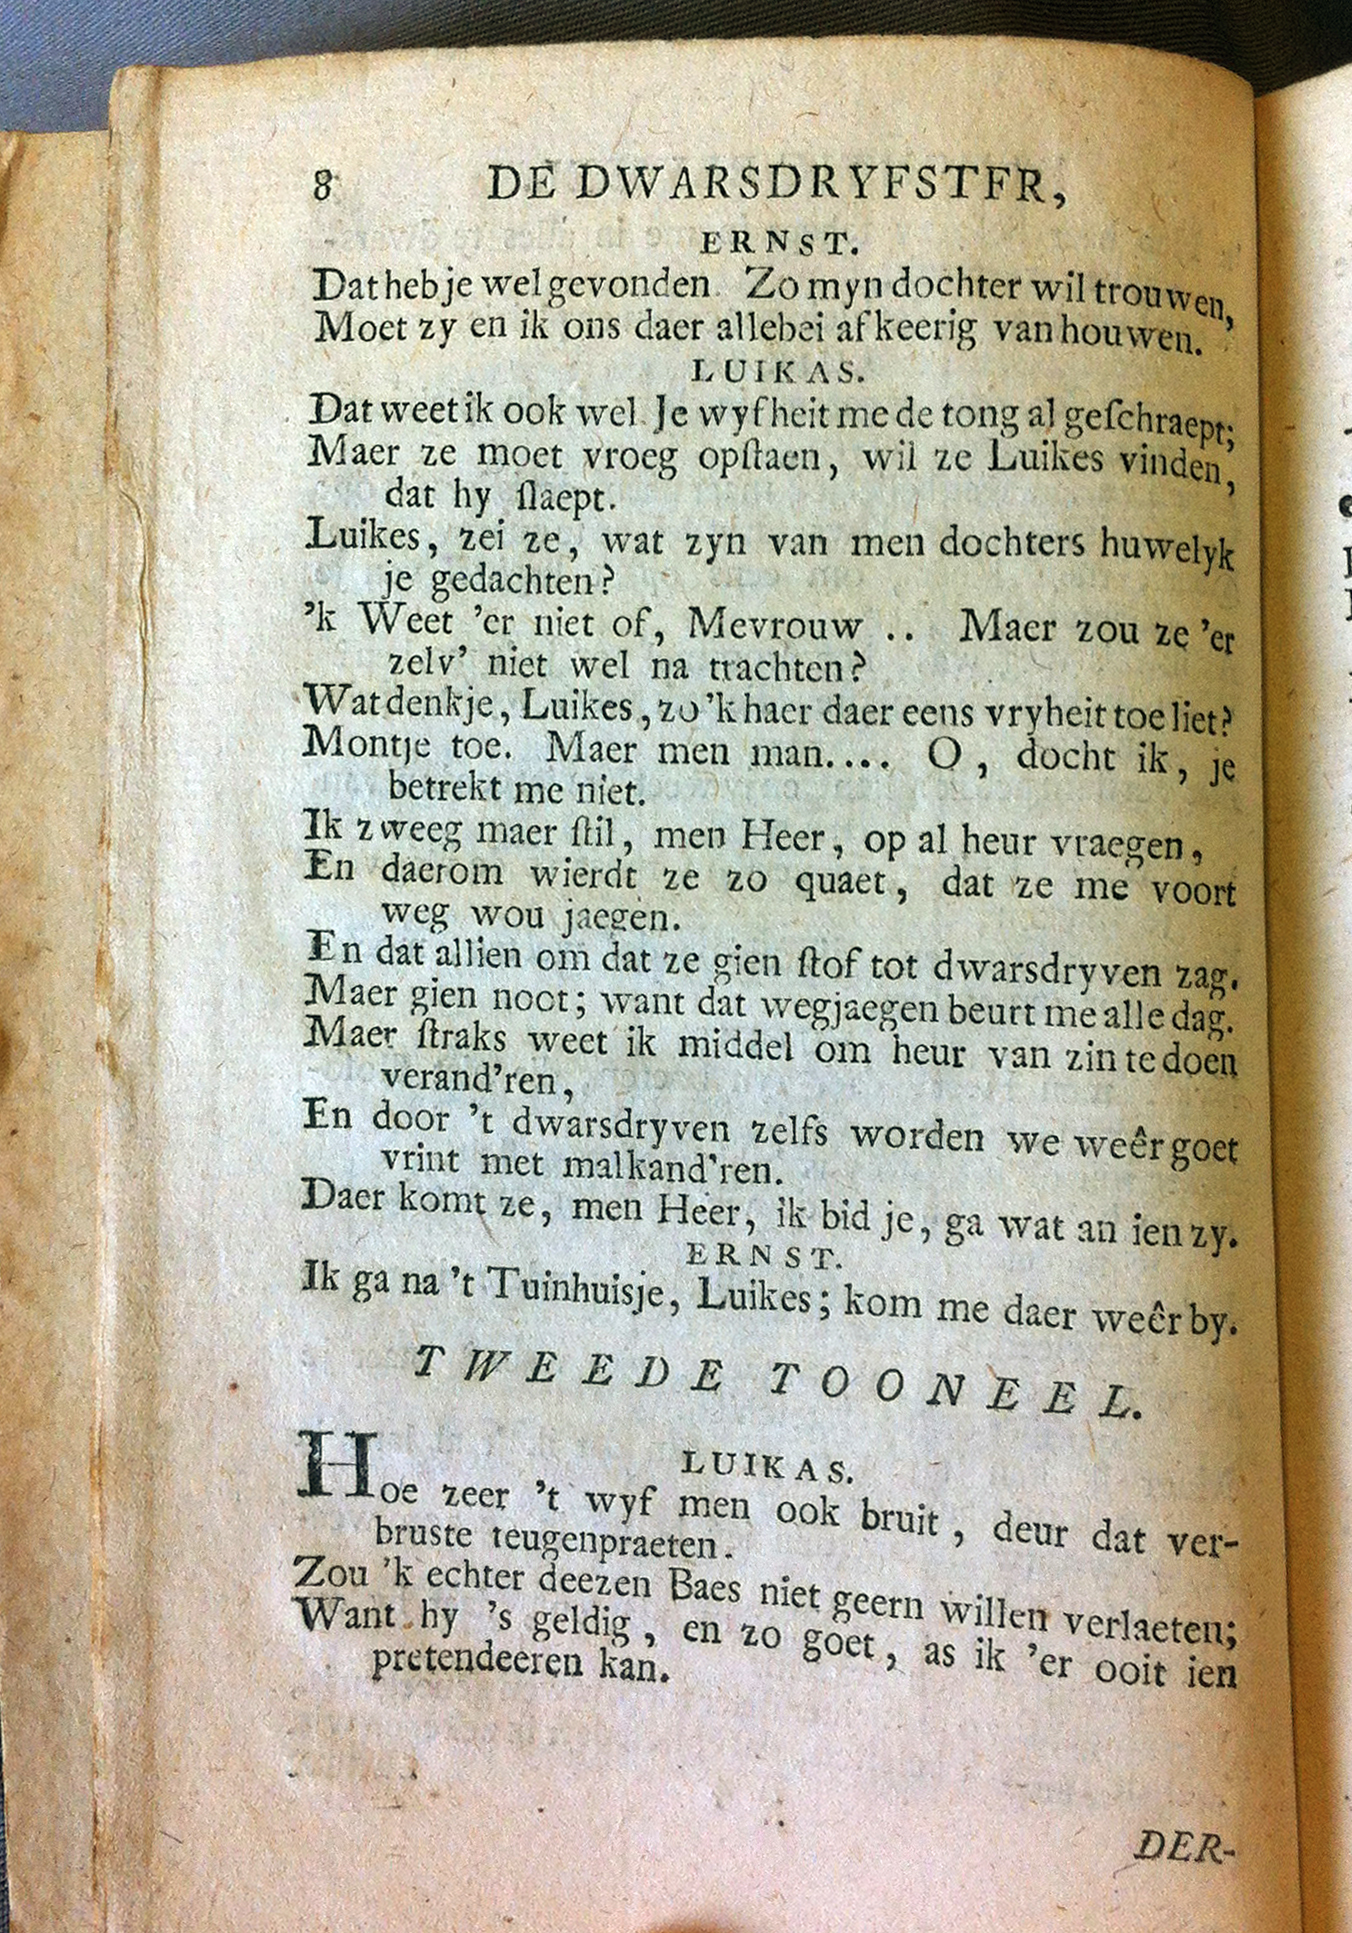 8 DE DWARSDRYFSTER,
ERNST.
Dat heb je wel gevonden. Zo myn dochter wil trouwen,
Moet zy en ik ons daer allebei afkeerig van houwen.
LUIKAS.
Dat weet ik ook wel. Je wyf heit me de tong al geſchraept;
Maer ze moet vroeg opſtaen, wil ze Luikes vinden,
dat hy ſlaept.
Luikes, zei ze, wat zyn van men dochters huwelyk
je gedachten?
'k Weet 'er niet of, Mevrouw .. Maer zou ze 'er
zelv' niet wel na trachten?
Wat denkje, Luikes, zo 'k haer daer eens vryheit toe liet?
Montje toe. Maer men man.... O, docht ik, je
betrekt me niet.
Ik zweeg maer ſtil, men Heer, op al heur vraegen,
En daerom wierdt ze zo quaet, dat ze me voort
weg wou jaegen.
En dat allien om dat ze gien ſtof tot dwarsdryven zag.
Maer gien noot; want dat wegjaegen beurt me alle dag.
Maer ſtraks weet ik middel om heur van zin te doen
verand'ren,
En door 't dwarsdryven zelfs worden we weêr goet
vrint met malkand'ren.
Daer komt ze, men Heer, ik bid je, ga wat an ien zy.
ERNST.
Ik ga na 't Tuinhuisje, Luikes; kom me daer weêr by.
TWEEDE TOONEEL.
LUIKAS.
Hoe zeer 't wyf men ook bruit, deur dat ver-
bruste teugenpraeten.
Zou 'k echter deezen Baes niet geern willen verlaeten;
Want hy 's geldig, en zo goet, as ik 'er ooit ien
pretendeeren kan.
DER-